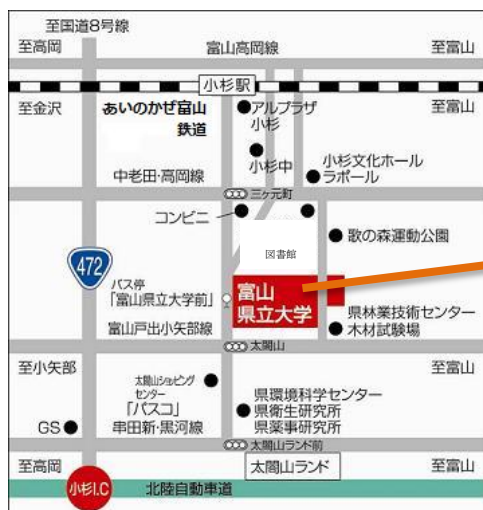 至国道8号線
至高岡
富山高岡線
至富山
小杉駅
至金沢
あいのかぜ富山
鉄道
アルプラザ
小杉
至富山
小杉中
中老田・高岡線
小杉文化ホール
ラポール
三ケ元町
コンビニ
図書館
歌の森運動公園
472
バス停
「富山県立大学前」
富山
県立大学
富山戸出小矢部線
県林業技術センター
木材試験場
太閤山
至小矢部
至富山
太閤山ショッピング
センター
「パスコ」
県環境科学センター
県衛生研究所
県薬事研究所
GS
串田新・黒河線
太閤山ランド前
至高岡
太閤山ランド
至富山
小杉I.C
北陸自動車道